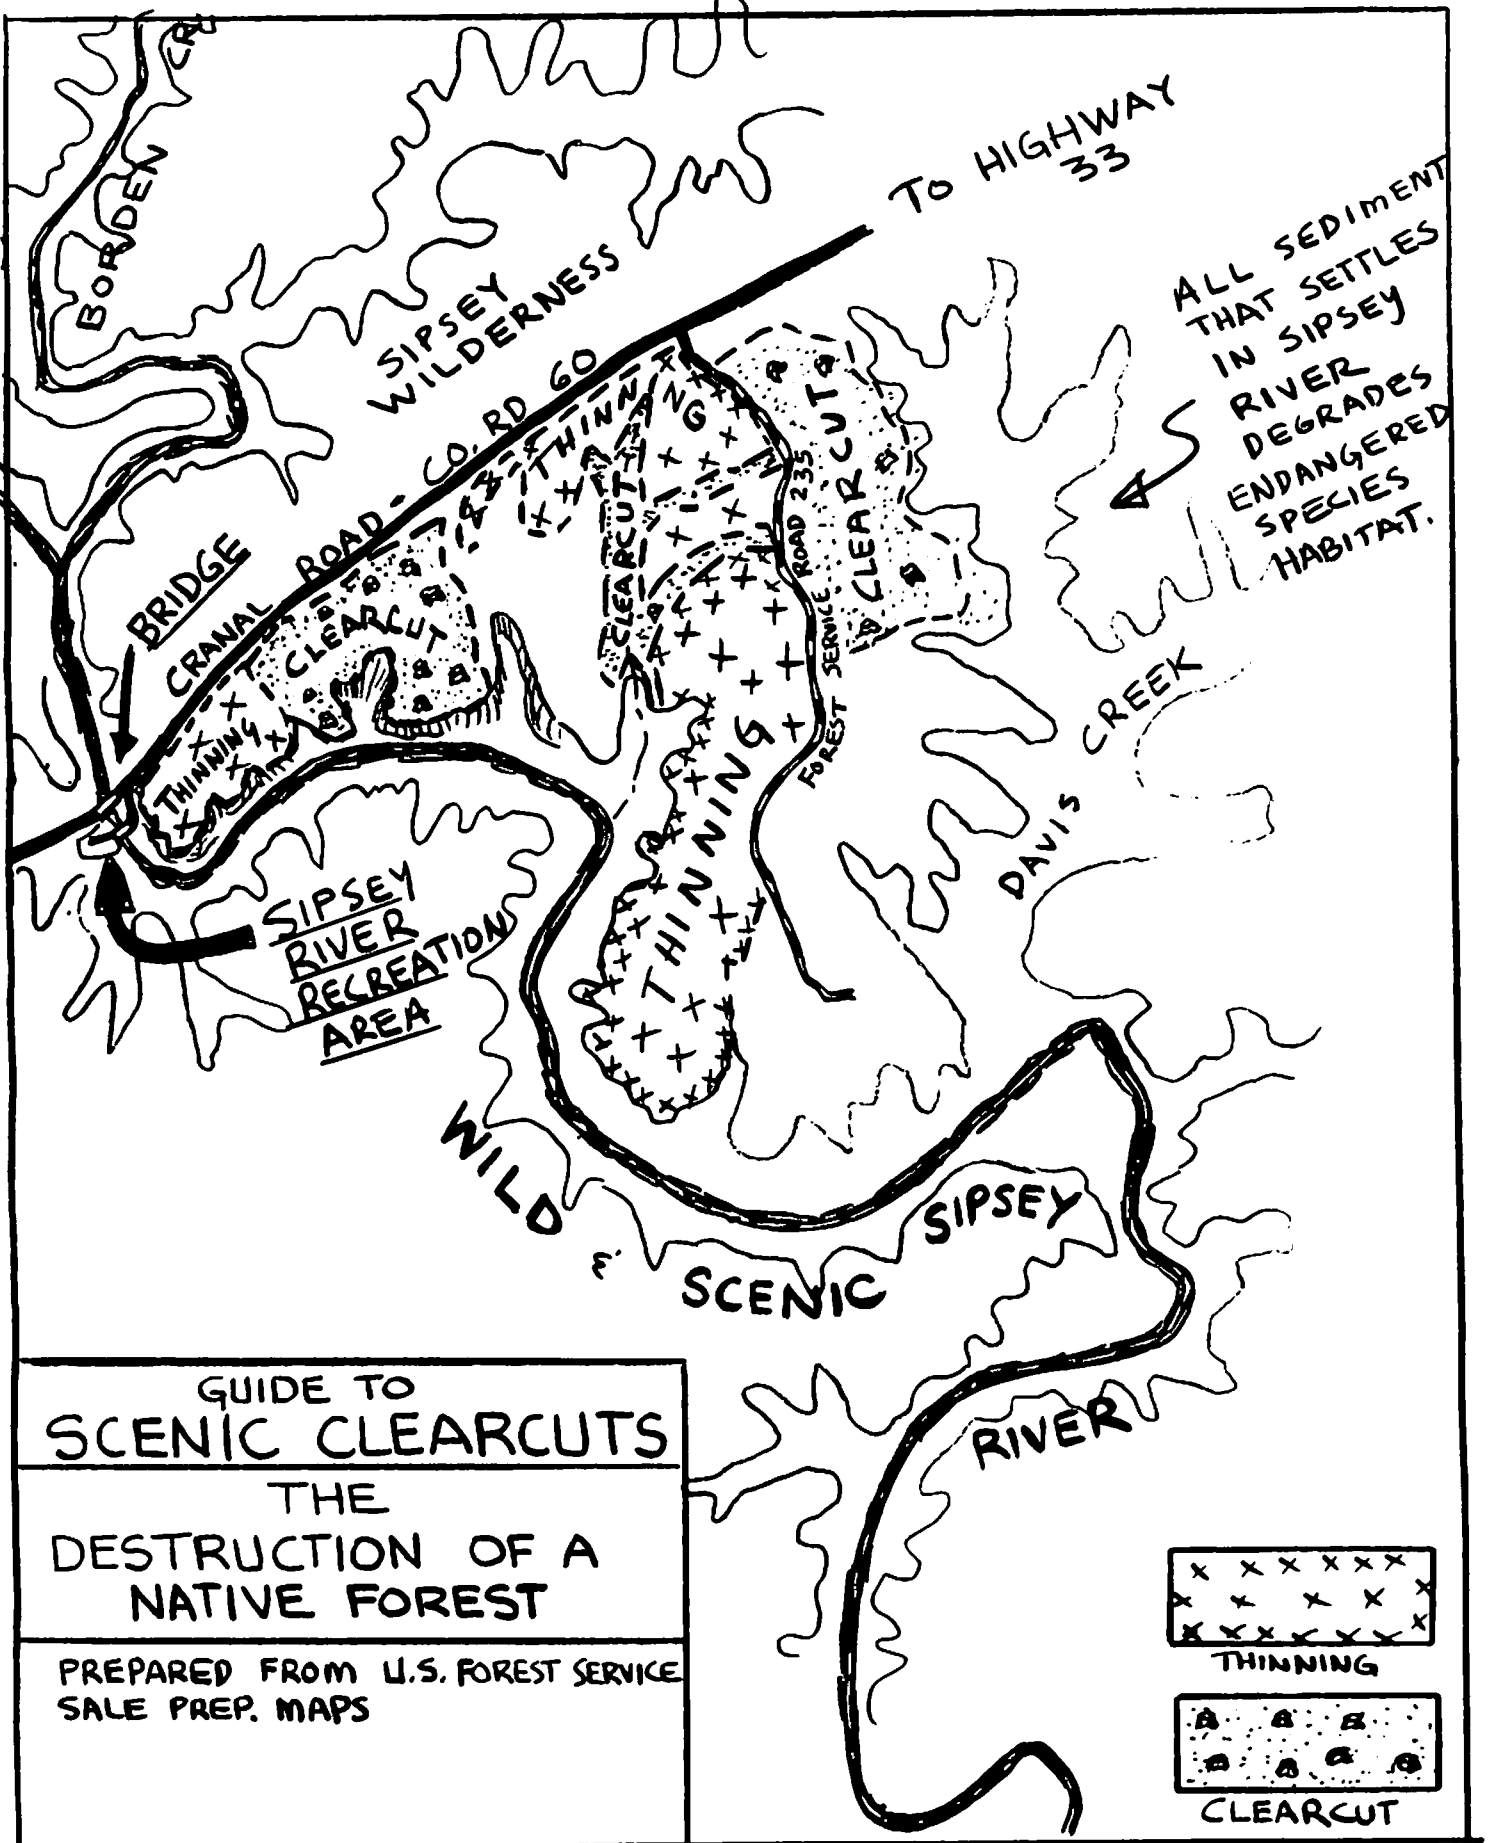 BORDEN
CR
To HIGHWAY
33
ALL SEDIMENT
THAT SETTLES
IN SIPSEY
RIVER
DEGRADES
ENDANGERED
SPECIES
HABITAT.
SIPSEY
WILDERNESS
CRANAL ROAD - CO. RD 60
THINNING
CLEARCUT
CLEARCUT
FOREST SERVICE ROAD 235
BRIDGE
CLEARCUT
THINNING
THINNING
DAVIS CREEK
SIPSEY
RIVER
RECREATION
AREA
WILD
&
SCENIC
SIPSEY
RIVER
GUIDE TO
SCENIC CLEARCUTS
THE
DESTRUCTION OF A
NATIVE FOREST
PREPARED FROM U.S. FOREST SERVICE
SALE PREP. MAPS
THINNING
CLEARCUT